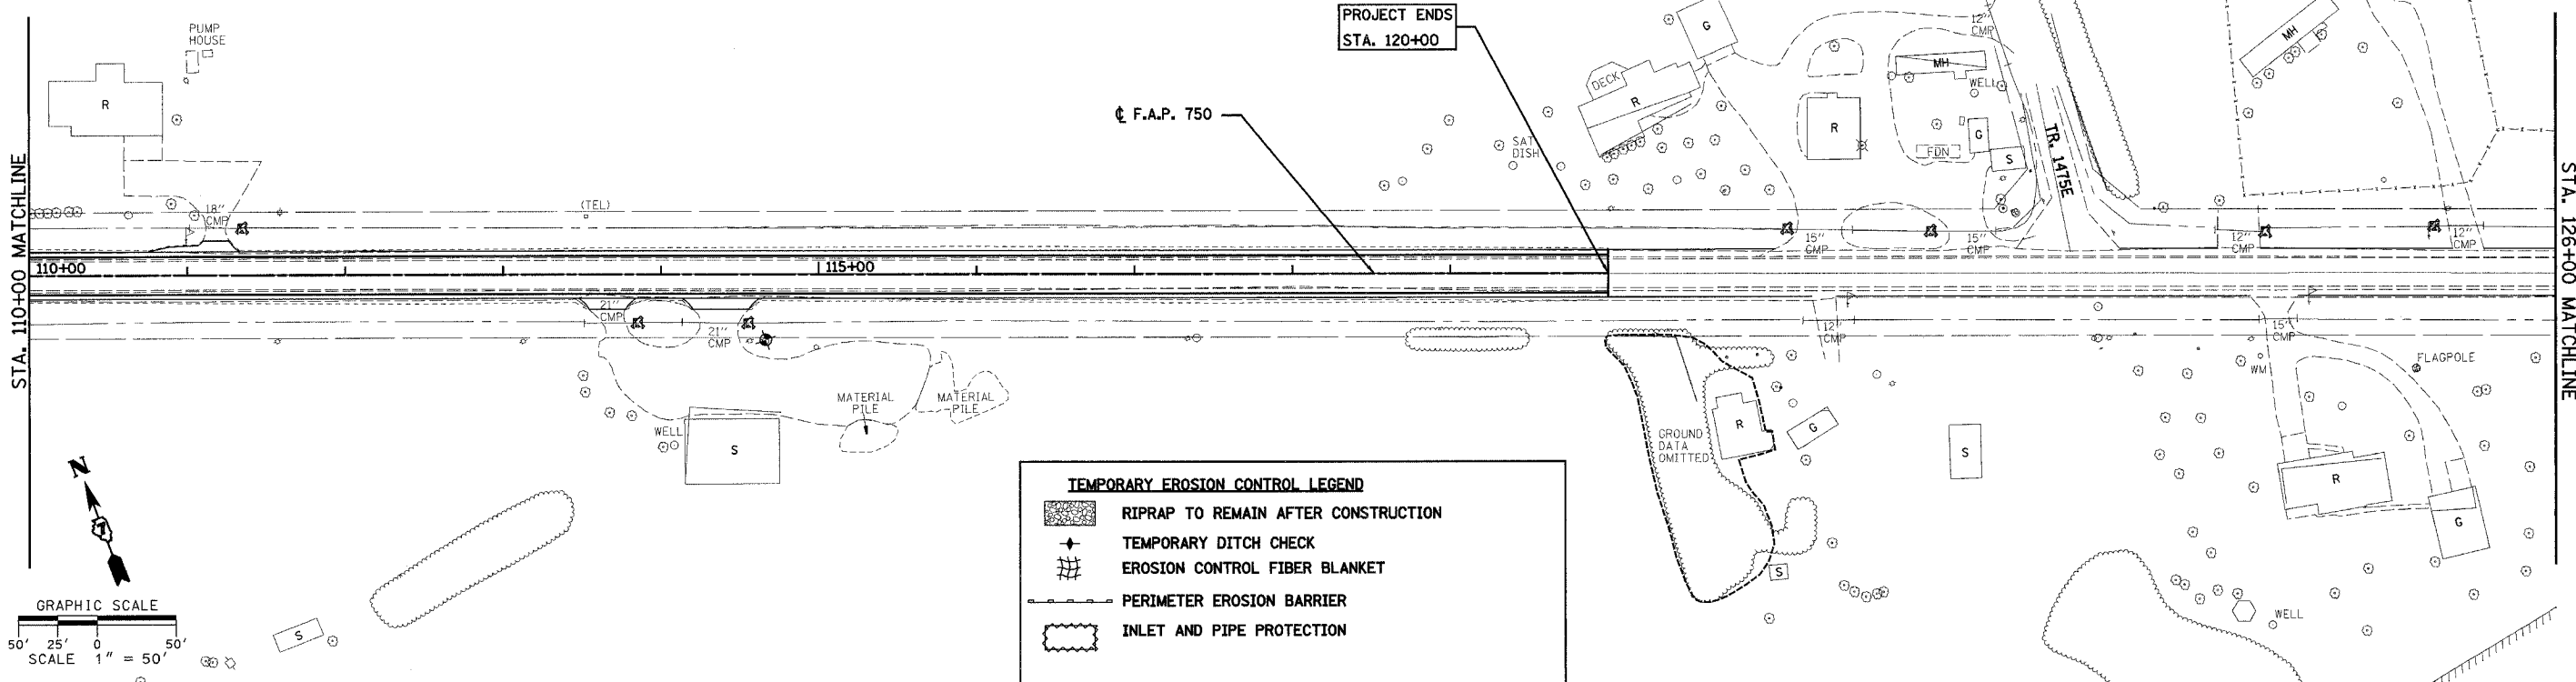 PROJECT ENDS
STA. 120+00
℄ F.A.P. 750
PUMP
HOUSE
R
18"
CMP
(TEL)
STA. 110+00 MATCHLINE
110+00
115+00
21"
CMP
21"
CMP
WELL
S
MATERIAL
PILE
MATERIAL
PILE
SAT
DISH
DECK
R
G
12"
CMP
MH
WELL
R
G
FDN
S
TR. 1475E
MH
15"
CMP
15"
CMP
12"
CMP
12"
CMP
STA. 126+00 MATCHLINE
12"
CMP
15"
CMP
WM
FLAGPOLE
GROUND
DATA
OMITTED
R
G
S
S
R
G
WELL
N
GRAPHIC SCALE
50' 25' 0 50'
SCALE 1" = 50'
S
TEMPORARY EROSION CONTROL LEGEND
RIPRAP TO REMAIN AFTER CONSTRUCTION
TEMPORARY DITCH CHECK
EROSION CONTROL FIBER BLANKET
PERIMETER EROSION BARRIER
INLET AND PIPE PROTECTION